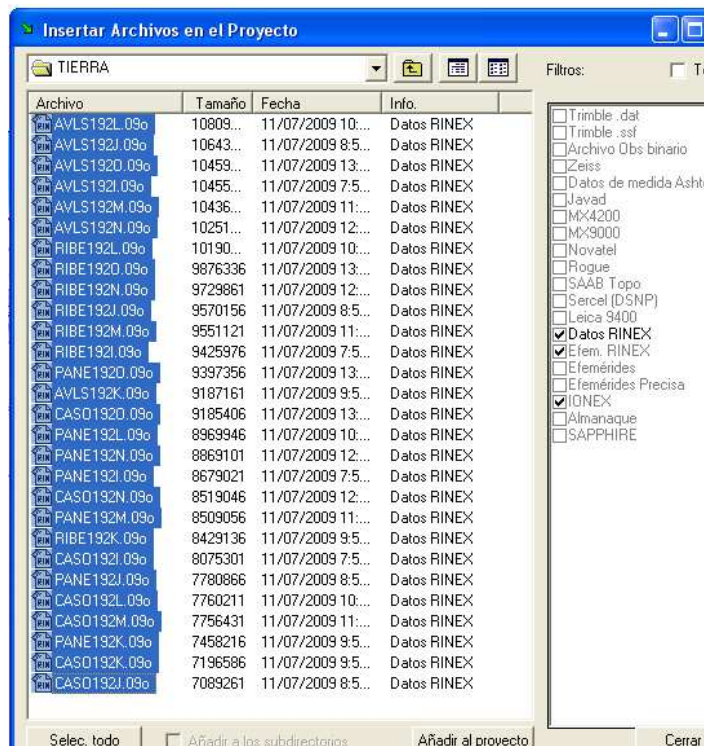 Insertar Archivos en el Proyecto
TIERRA
Filtros:
Archivo Tamaño Fecha Info.
AVLS192L.09o 10809... 11/07/2009 10:... Datos RINEX
AVLS192J.09o 10643... 11/07/2009 8:5... Datos RINEX
AVLS192O.09o 10459... 11/07/2009 13:... Datos RINEX
AVLS192I.09o 10455... 11/07/2009 7:5... Datos RINEX
AVLS192M.09o 10436... 11/07/2009 11:... Datos RINEX
AVLS192N.09o 10251... 11/07/2009 12:... Datos RINEX
RIBE192L.09o 10190... 11/07/2009 10:... Datos RINEX
RIBE192O.09o 9876336 11/07/2009 13:... Datos RINEX
RIBE192N.09o 9729861 11/07/2009 12:... Datos RINEX
RIBE192J.09o 9570156 11/07/2009 8:5... Datos RINEX
RIBE192M.09o 9551121 11/07/2009 11:... Datos RINEX
RIBE192I.09o 9425976 11/07/2009 7:5... Datos RINEX
PANE192O.09o 9397356 11/07/2009 13:... Datos RINEX
AVLS192K.09o 9187161 11/07/2009 9:5... Datos RINEX
CASO192O.09o 9185406 11/07/2009 13:... Datos RINEX
PANE192L.09o 8969946 11/07/2009 10:... Datos RINEX
PANE192N.09o 8869101 11/07/2009 12:... Datos RINEX
PANE192I.09o 8679021 11/07/2009 7:5... Datos RINEX
CASO192N.09o 8519046 11/07/2009 12:... Datos RINEX
PANE192M.09o 8509056 11/07/2009 11:... Datos RINEX
RIBE192K.09o 8429136 11/07/2009 9:5... Datos RINEX
CASO192I.09o 8075301 11/07/2009 7:5... Datos RINEX
PANE192J.09o 7780866 11/07/2009 8:5... Datos RINEX
CASO192L.09o 7760211 11/07/2009 10:... Datos RINEX
CASO192M.09o 7756431 11/07/2009 11:... Datos RINEX
PANE192K.09o 7458216 11/07/2009 9:5... Datos RINEX
CASO192K.09o 7196586 11/07/2009 9:5... Datos RINEX
CASO192J.09o 7089261 11/07/2009 8:5... Datos RINEX
Trimble .dat
Trimble .ssf
Archivo Obs binario
Zeiss
Datos de medida Ashte
Javad
MX4200
MX9000
Novatel
Rogue
SAAB Topo
Sercel (DSNP)
Leica 9400
Datos RINEX
Efem. RINEX
Efemérides
Efemérides Precisa
IONEX
Almanaque
SAPPHIRE
Selec. todo Añadir a los subdirectorios Añadir al proyecto Cerrar